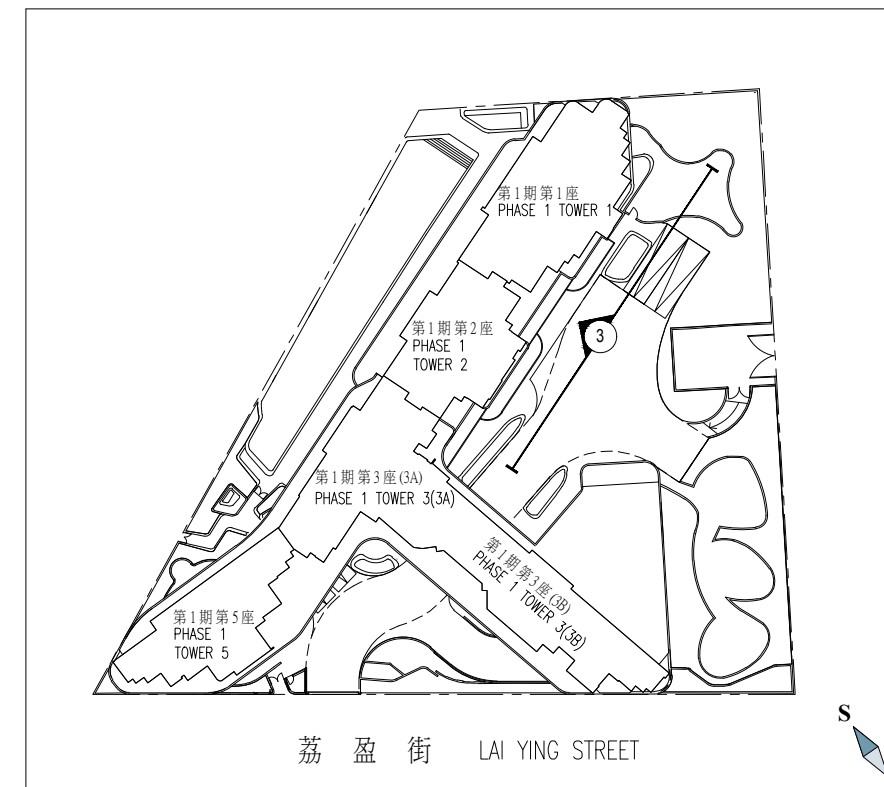 第1期第1座
PHASE 1 TOWER 1
第1期第2座
PHASE 1
TOWER 2
3
第1期第3座(3A)
PHASE 1 TOWER 3(3A)
第1期第3座(3B)
PHASE 1 TOWER 3(3B)
第1期第5座
PHASE 1
TOWER 5
荔盈街 LAI YING STREET
S